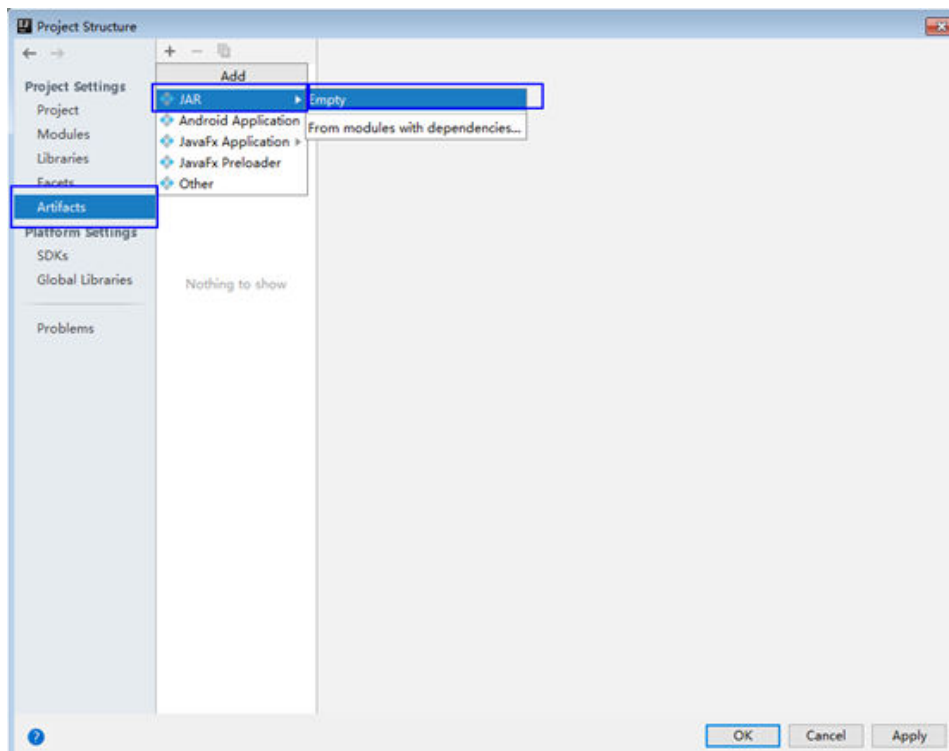 Project Structure
Project Settings
Project
Modules
Libraries
Facets
Artifacts
Platform Settings
SDKs
Global Libraries
Problems
Add
JAR
Android Application
JavaFx Application
JavaFx Preloader
Other
Empty
From modules with dependencies...
Nothing to show
?
OK Cancel Apply